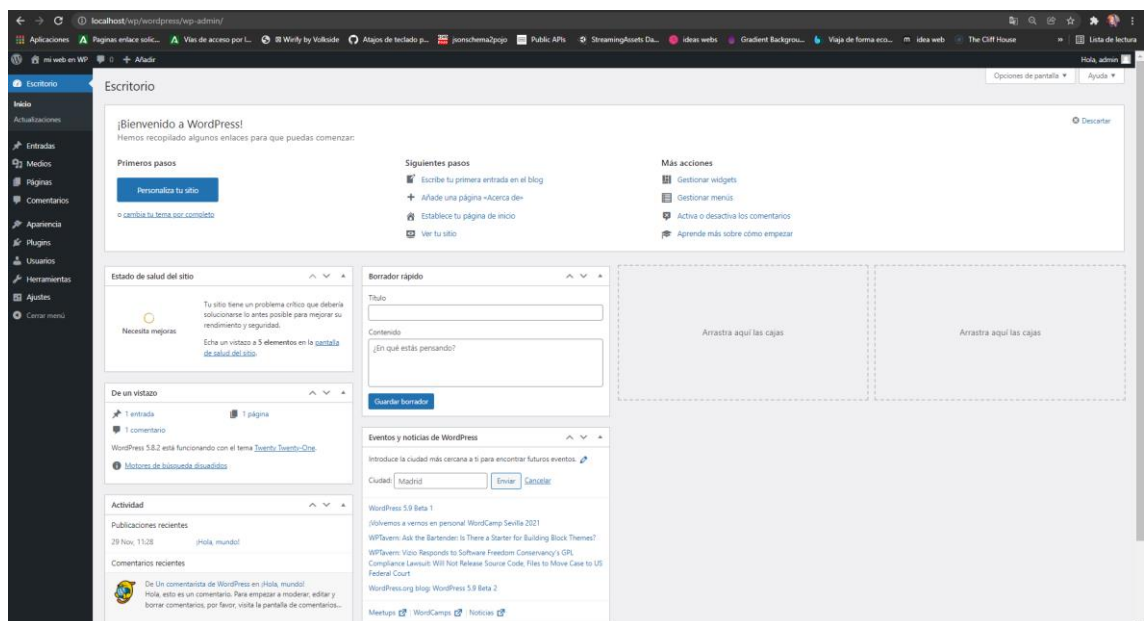 localhost/wp/wordpress/wp-admin/
Aplicaciones
Paginas enlace solic...
Vias de acceso por l...
Wirify by Volkside
Atajos de teclado p...
jsonschema2pojo
Public APIs
StreamingAssets Da...
ideas webs
Gradient Backgrou...
Viaja de forma eco...
idea web
The Cliff House
»
Lista de lectura
mi web en WP
0
+ Añadir
Hola, admin
Escritorio
Inicio
Actualizaciones
Entradas
Medios
Páginas
Comentarios
Apariencia
Plugins
Usuarios
Herramientas
Ajustes
Cerrar menú
Opciones de pantalla
Ayuda
Escritorio
¡Bienvenido a WordPress!
Hemos recopilado algunos enlaces para que puedas comenzar:
Descartar
Primeros pasos
Personaliza tu sitio
o cambia tu tema por completo
Siguientes pasos
Escribe tu primera entrada en el blog
Añade una página «Acerca de»
Establece tu página de inicio
Ver tu sitio
Más acciones
Gestionar widgets
Gestionar menús
Activa o desactiva los comentarios
Aprende más sobre cómo empezar
Estado de salud del sitio
Necesita mejoras
Tu sitio tiene un problema crítico que debería
solucionarse lo antes posible para mejorar su
rendimiento y seguridad.
Echa un vistazo a 5 elementos en la pantalla
de salud del sitio.
De un vistazo
1 entrada
1 página
1 comentario
WordPress 5.8.2 está funcionando con el tema Twenty Twenty-One.
Motores de búsqueda disuadidos
Actividad
Publicaciones recientes
29 Nov, 11:28
¡Hola, mundo!
Comentarios recientes
De Un comentarista de WordPress en ¡Hola, mundo!
Hola, esto es un comentario. Para empezar a moderar, editar y
borrar comentarios, por favor, visita la pantalla de comentarios...
Borrador rápido
Título
Contenido
¿En qué estás pensando?
Guardar borrador
Eventos y noticias de WordPress
Introduce la ciudad más cercana a ti para encontrar futuros eventos.
Ciudad: Madrid Enviar Cancelar
WordPress 5.9 Beta 1
¡Volvemos a vernos en persona! WordCamp Sevilla 2021
WPTavern: Ask the Bartender: Is There a Starter for Building Block Themes?
WPTavern: Vizio Responds to Software Freedom Conservancy's GPL
Compliance Lawsuit: Will Not Release Source Code, Files to Move Case to US
Federal Court
WordPress.org blog: WordPress 5.9 Beta 2
Meetups | WordCamps | Noticias
Arrastra aquí las cajas
Arrastra aquí las cajas